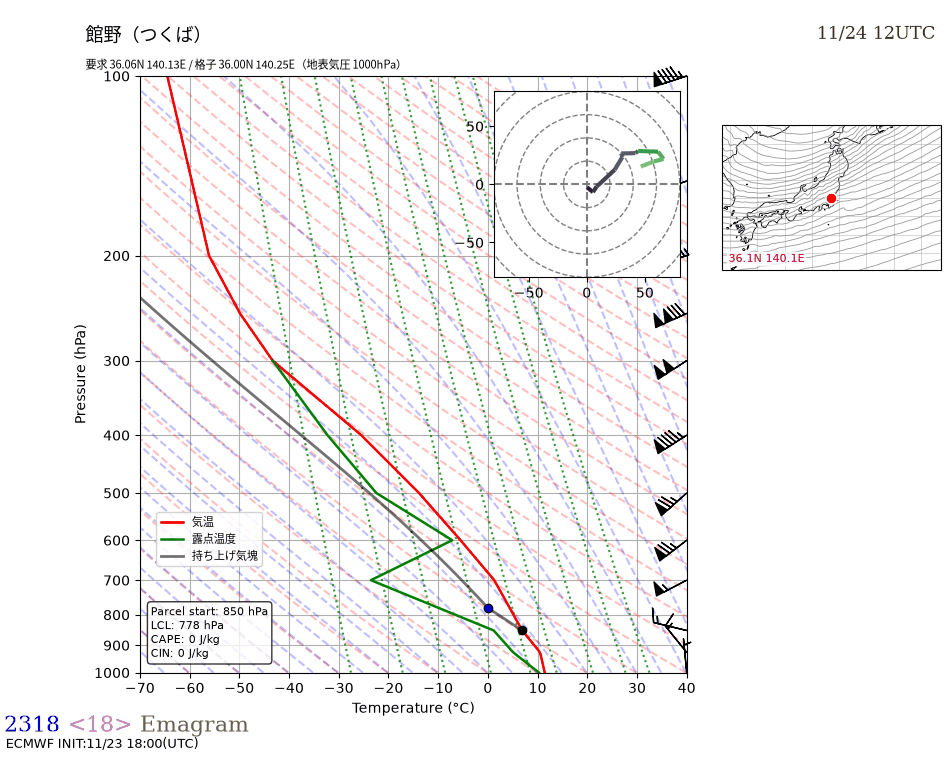 館野（つくば）
11/24 12UTC
要求 36.06N 140.13E / 格子 36.00N 140.25E（地表気圧 1000hPa）
100
200
300
400
500
600
700
800
900
1000
Pressure (hPa)
−70 −60 −50 −40 −30 −20 −10 0 10 20 30 40
Temperature (°C)
50
0
−50
−50 0 50
36.1N 140.1E
気温
露点温度
持ち上げ気塊
Parcel start: 850 hPa
LCL: 778 hPa
CAPE: 0 J/kg
CIN: 0 J/kg
2318 <18> Emagram
ECMWF INIT:11/23 18:00(UTC)